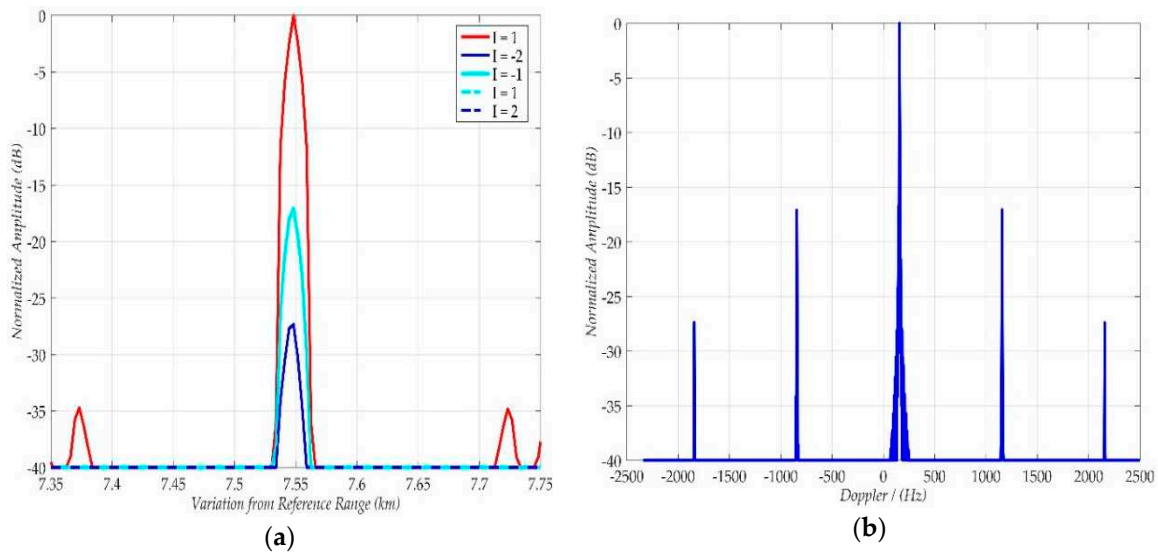 0
-5
-10
-15
-20
-25
-30
-35
-40
Normalized Amplitude (dB)
I = 1
I = -2
I = -1
I = 1
I = 2
7.35 7.4 7.45 7.5 7.55 7.6 7.65 7.7 7.75
Variation from Reference Range (km)
(a)
0
-5
-10
-15
-20
-25
-30
-35
-40
Normalized Amplitude (dB)
-2500 -2000 -1500 -1000 -500 0 500 1000 1500 2000 2500
Doppler / (Hz)
(b)